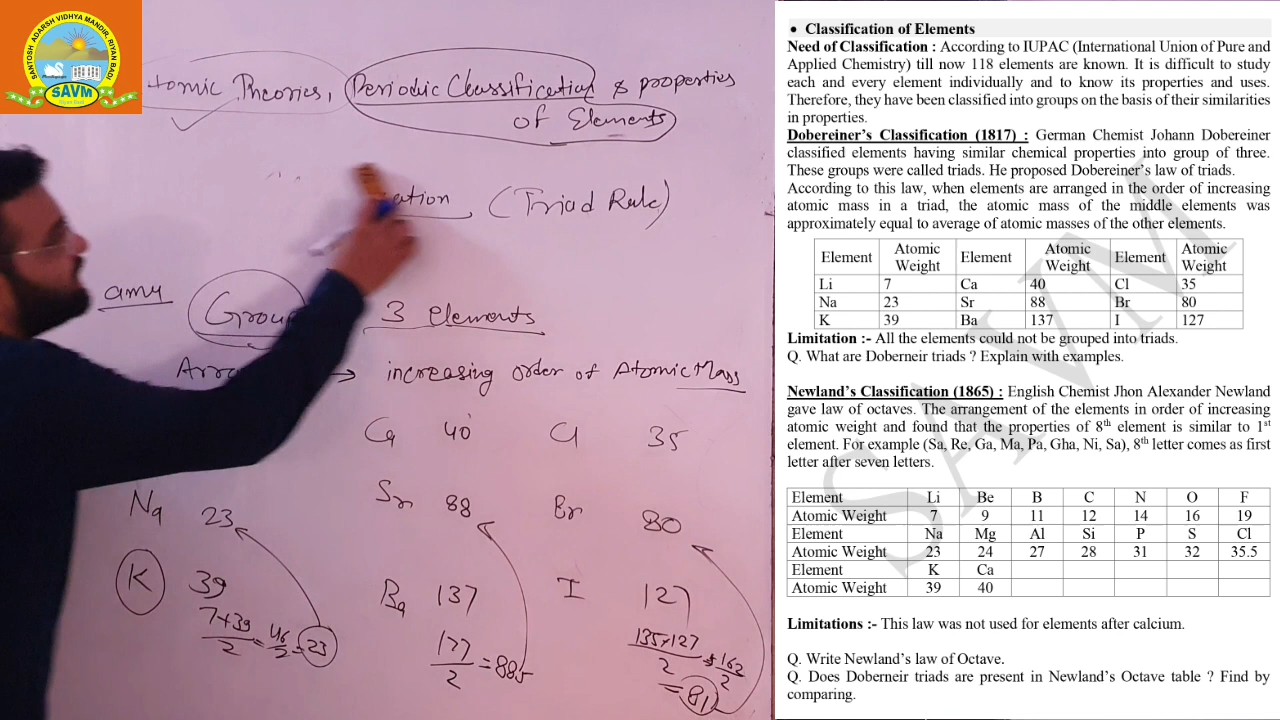 SANTOSH ADARSH VIDHYA MANDIR, RIYAN BADI
SAVM
Atomic Theories, Periodic Classification & properties
of Elements
cation (Triad Rule)
Group 3 elements
Arra → increasing order of Atomic Mass
Ca 40 Cl 35
Na 23 Sr 88 Br 80
K 39 Ba 137 I 127
7+39/2 = 46/2 = 23
177/2 = 88.5
= 162/2
= 81
• Classification of Elements
Need of Classification : According to IUPAC (International Union of Pure and
Applied Chemistry) till now 118 elements are known. It is difficult to study
each and every element individually and to know its properties and uses.
Therefore, they have been classified into groups on the basis of their similarities
in properties.
Dobereiner's Classification (1817) : German Chemist Johann Dobereiner
classified elements having similar chemical properties into group of three.
These groups were called triads. He proposed Dobereiner's law of triads.
According to this law, when elements are arranged in the order of increasing
atomic mass in a triad, the atomic mass of the middle elements was
approximately equal to average of atomic masses of the other elements.
Element Atomic Weight Element Atomic Weight Element Atomic Weight
Li 7 Ca 40 Cl 35
Na 23 Sr 88 Br 80
K 39 Ba 137 I 127
Limitation :- All the elements could not be grouped into triads.
Q. What are Doberneir triads ? Explain with examples.
Newland's Classification (1865) : English Chemist Jhon Alexander Newland
gave law of octaves. The arrangement of the elements in order of increasing
atomic weight and found that the properties of 8th element is similar to 1st
element. For example (Sa, Re, Ga, Ma, Pa, Gha, Ni, Sa), 8th letter comes as first
letter after seven letters.
Element Li Be B C N O F
Atomic Weight 7 9 11 12 14 16 19
Element Na Mg Al Si P S Cl
Atomic Weight 23 24 27 28 31 32 35.5
Element K Ca
Atomic Weight 39 40
Limitations :- This law was not used for elements after calcium.
Q. Write Newland's law of Octave.
Q. Does Doberneir triads are present in Newland's Octave table ? Find by
comparing.
SAVM